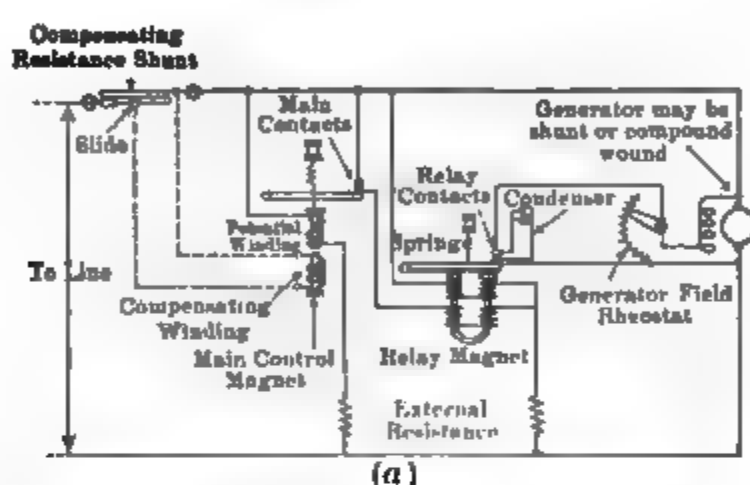 Compensating
Resistance Shunt
Slide
Main
Contacts
Generator may be
shunt or compound
wound
Relay
Contacts
Condenser
Potential
Winding
Springs
To Line
Compensating
Winding
Generator Field
Rheostat
Main Control
Magnet
Relay Magnet
External
Resistance
(a)